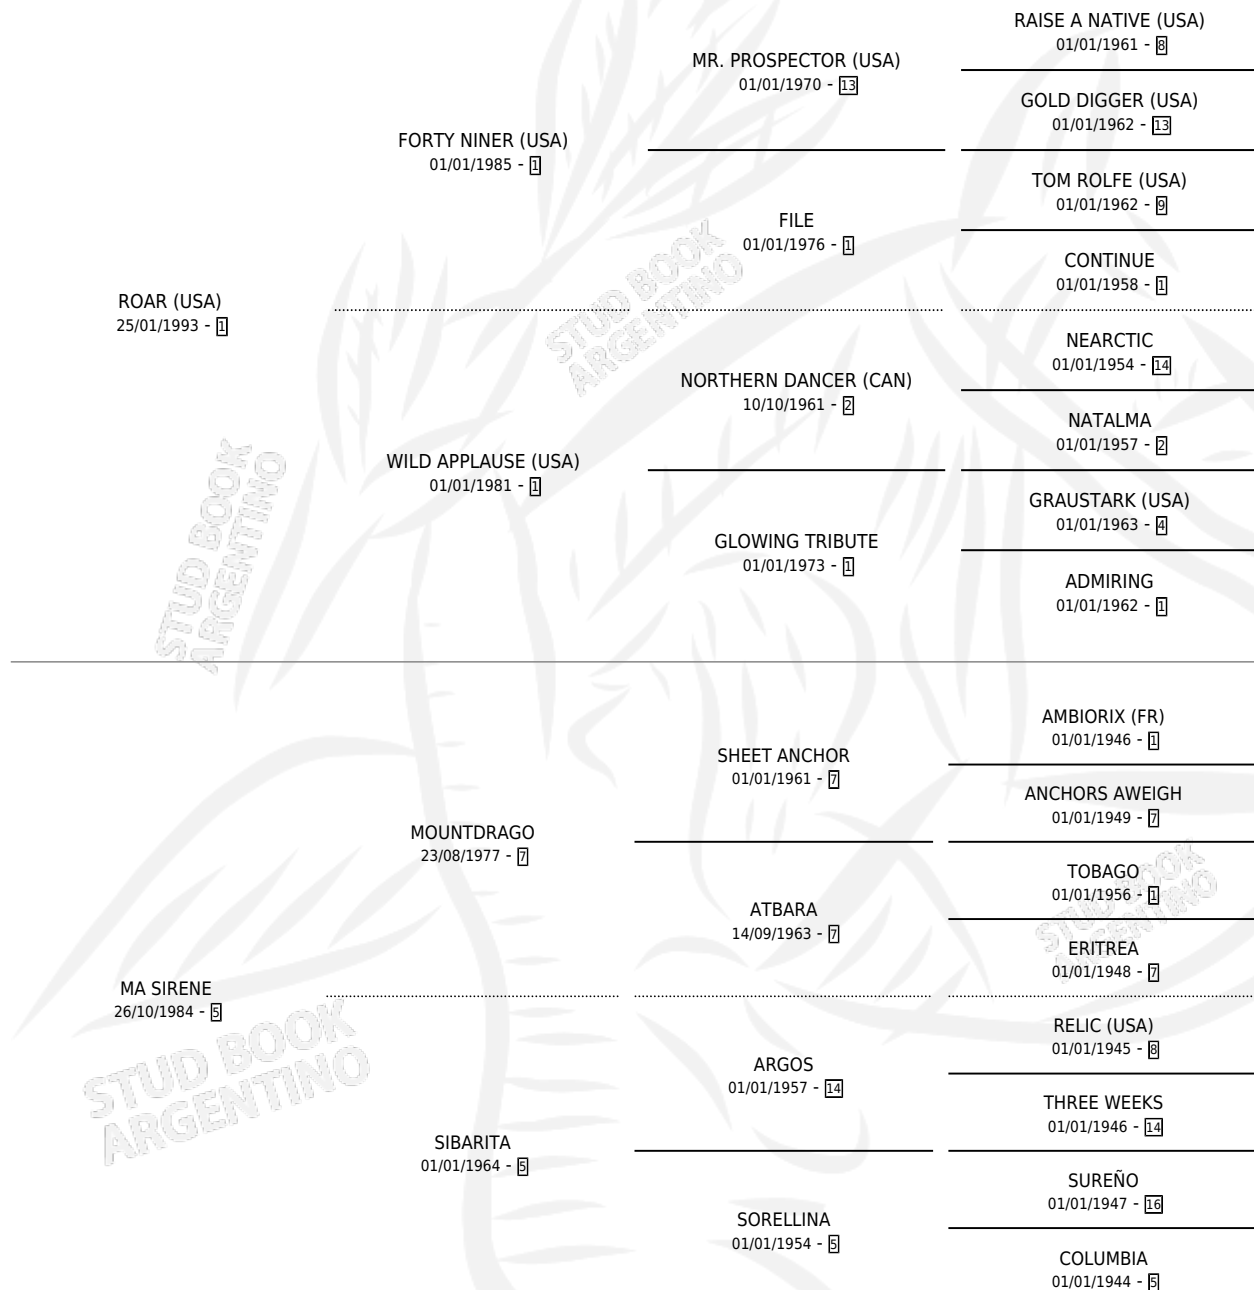 RAISE A NATIVE (USA)
01/01/1961 - 8
MR. PROSPECTOR (USA)
01/01/1970 - 13
GOLD DIGGER (USA)
01/01/1962 - 13
FORTY NINER (USA)
01/01/1985 - 1
TOM ROLFE (USA)
01/01/1962 - 9
FILE
01/01/1976 - 1
CONTINUE
01/01/1958 - 1
ROAR (USA)
25/01/1993 - 1
NEARCTIC
01/01/1954 - 14
NORTHERN DANCER (CAN)
10/10/1961 - 2
NATALMA
01/01/1957 - 2
WILD APPLAUSE (USA)
01/01/1981 - 1
GRAUSTARK (USA)
01/01/1963 - 4
GLOWING TRIBUTE
01/01/1973 - 1
ADMIRING
01/01/1962 - 1
AMBIORIX (FR)
01/01/1946 - 1
SHEET ANCHOR
01/01/1961 - 7
ANCHORS AWEIGH
01/01/1949 - 7
MOUNTDRAGO
23/08/1977 - 7
TOBAGO
01/01/1956 - 1
ATBARA
14/09/1963 - 7
ERITREA
01/01/1948 - 7
MA SIRENE
26/10/1984 - 5
RELIC (USA)
01/01/1945 - 8
ARGOS
01/01/1957 - 14
THREE WEEKS
01/01/1946 - 14
SIBARITA
01/01/1964 - 5
SUREÑO
01/01/1947 - 16
SORELLINA
01/01/1954 - 5
COLUMBIA
01/01/1944 - 5
STUD BOOK
ARGENTINO
STUD BOOK
ARGENTINO
STUD BOOK
ARGENTINO
STUD BOOK
ARGENTINO